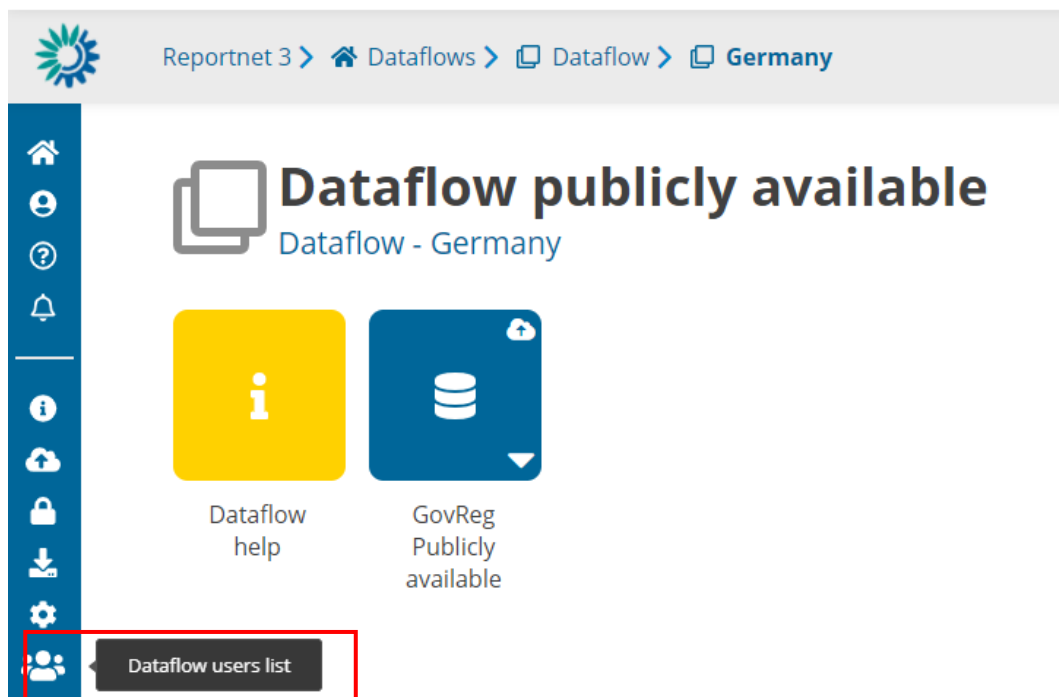 Reportnet 3 Dataflows Dataflow Germany
Dataflow publicly available
Dataflow - Germany
Dataflow
help
GovReg
Publicly
available
Dataflow users list